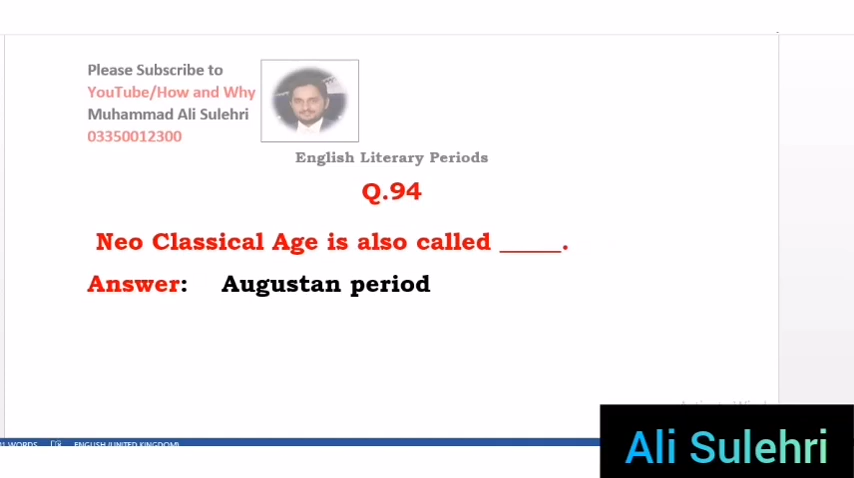 Please Subscribe to
YouTube/How and Why
Muhammad Ali Sulehri
03350012300
English Literary Periods
Q.94
Neo Classical Age is also called _____.
Answer: Augustan period
WORDS ENGLISH (UNITED KINGDOM)
Ali Sulehri